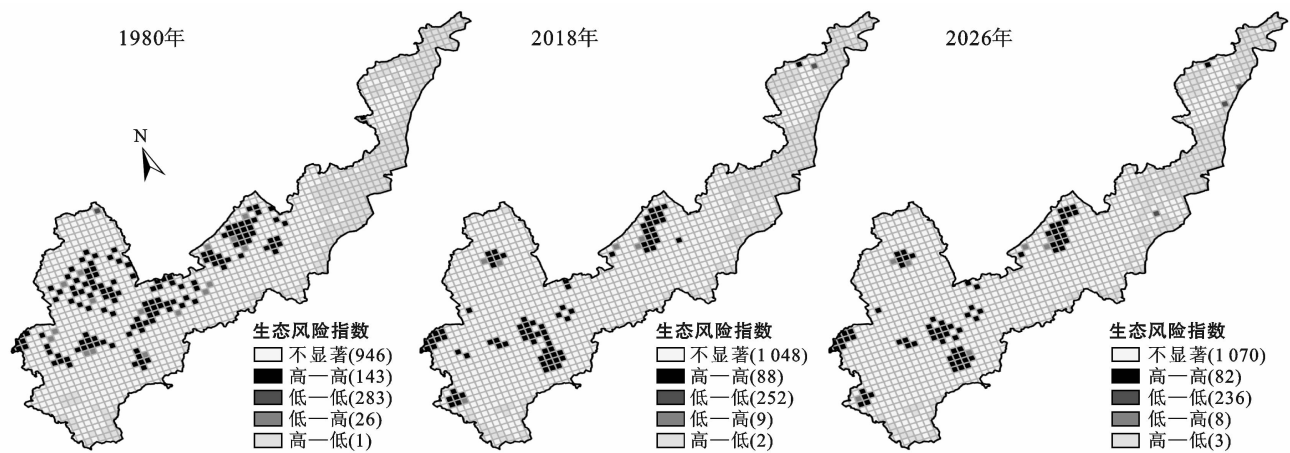 1980年
2018年
2026年
N
生态风险指数
不显著(946)
高—高(143)
低—低(283)
低—高(26)
高—低(1)
生态风险指数
不显著(1 048)
高—高(88)
低—低(252)
低—高(9)
高—低(2)
生态风险指数
不显著(1 070)
高—高(82)
低—低(236)
低—高(8)
高—低(3)